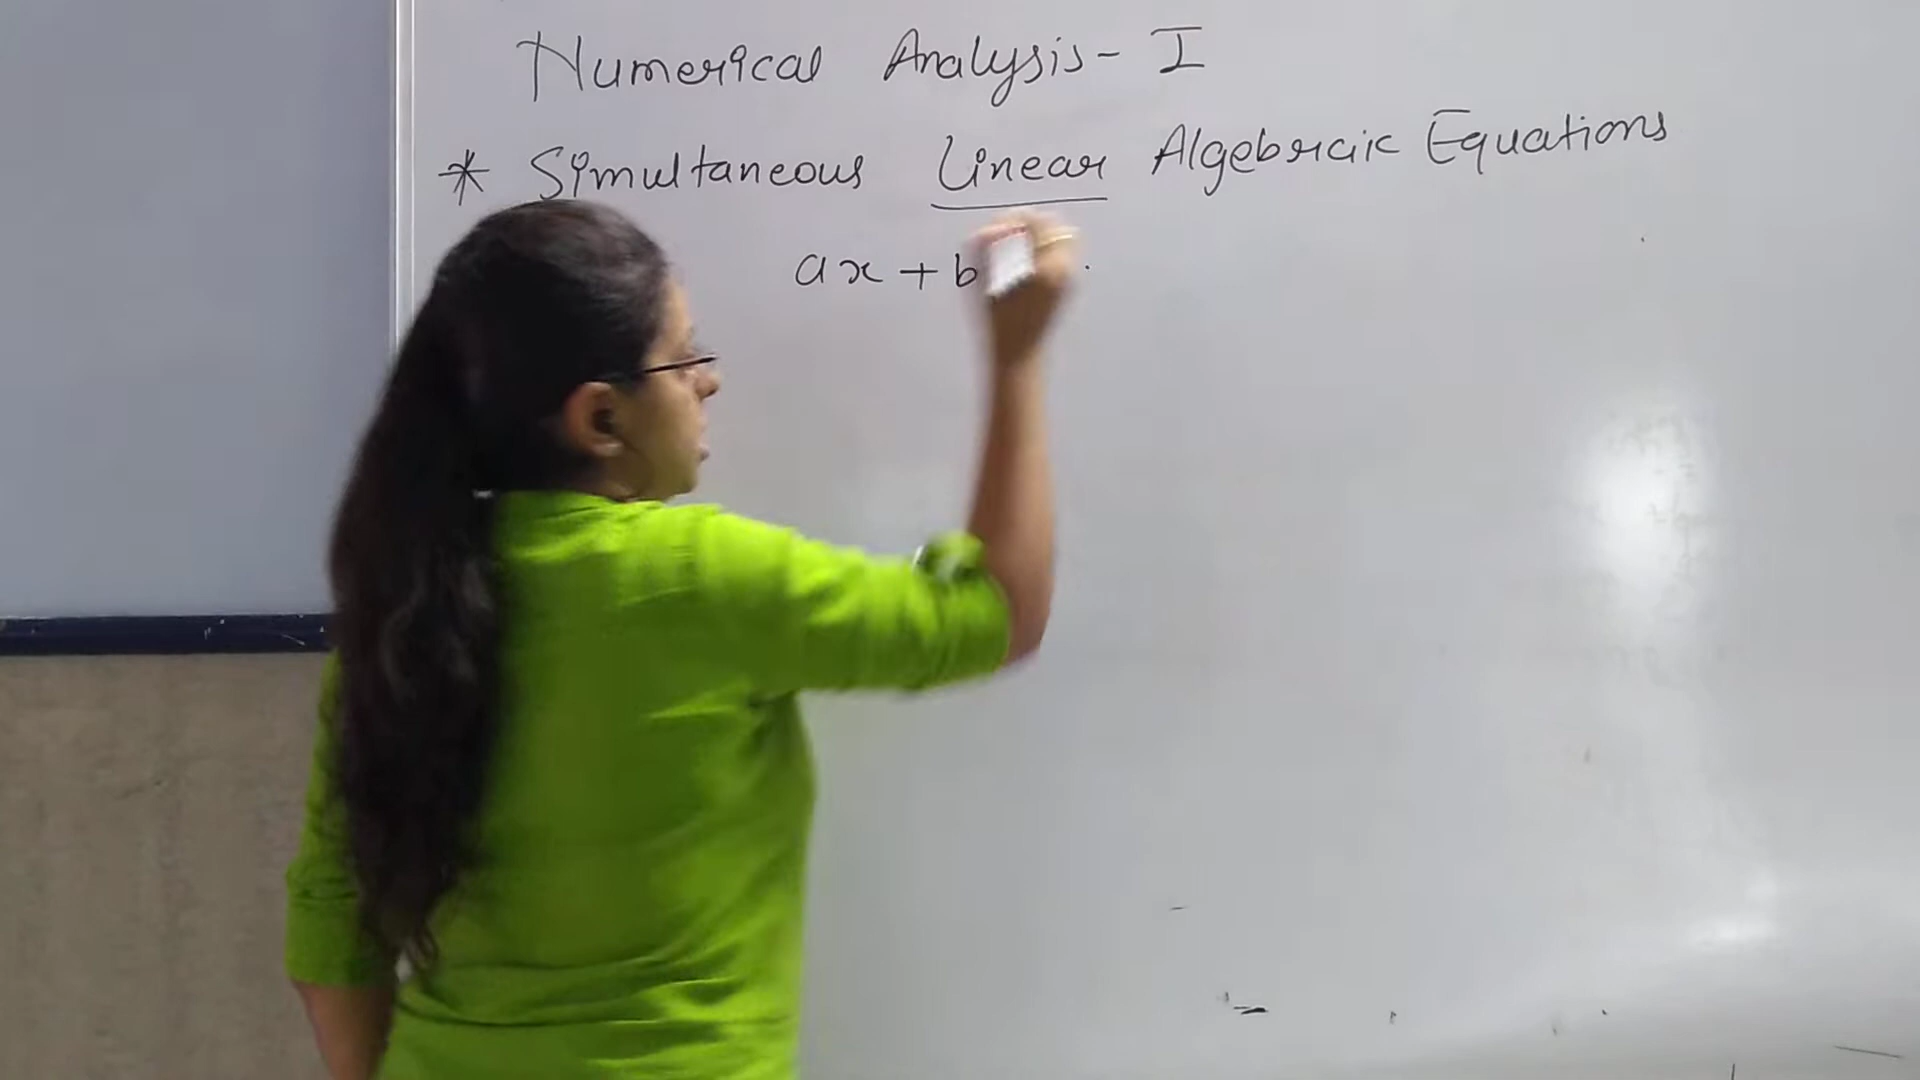 Numerical Analysis - I
* Simultaneous Linear Algebraic Equations
ax + b